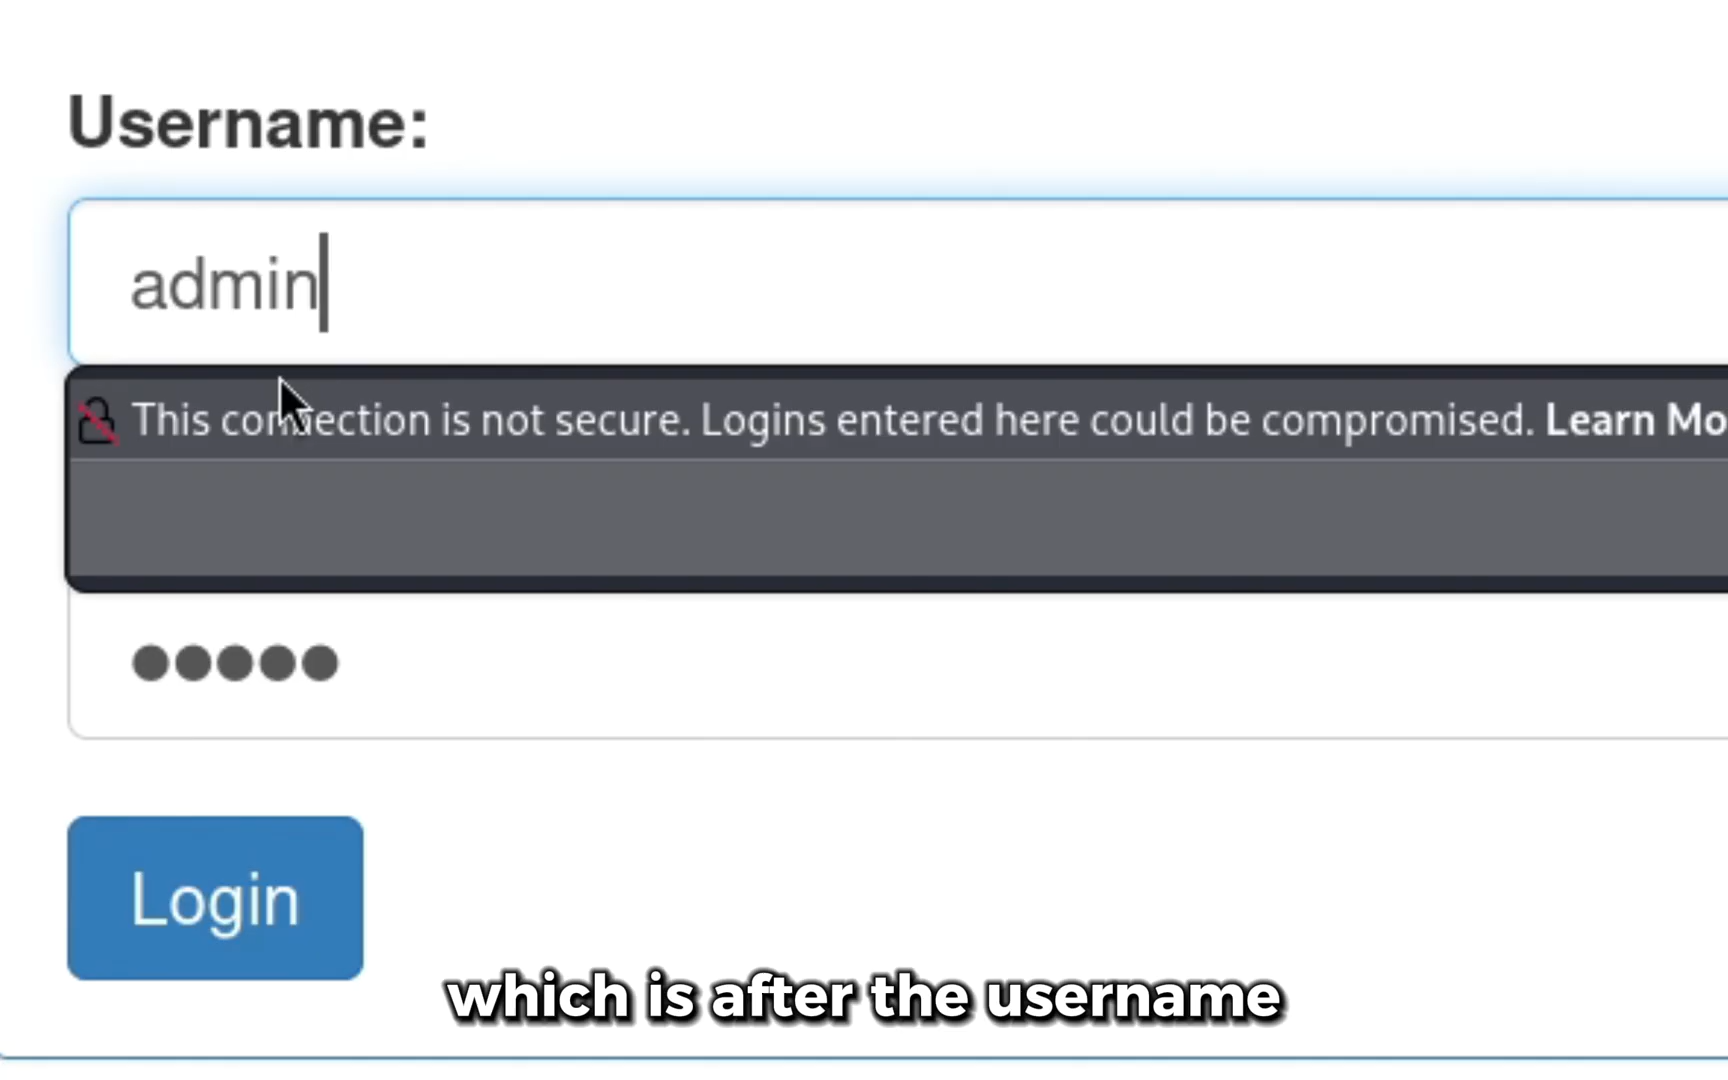 Username:
admin
This connection is not secure. Logins entered here could be compromised. Learn Mo
●●●●●
Login
which is after the username